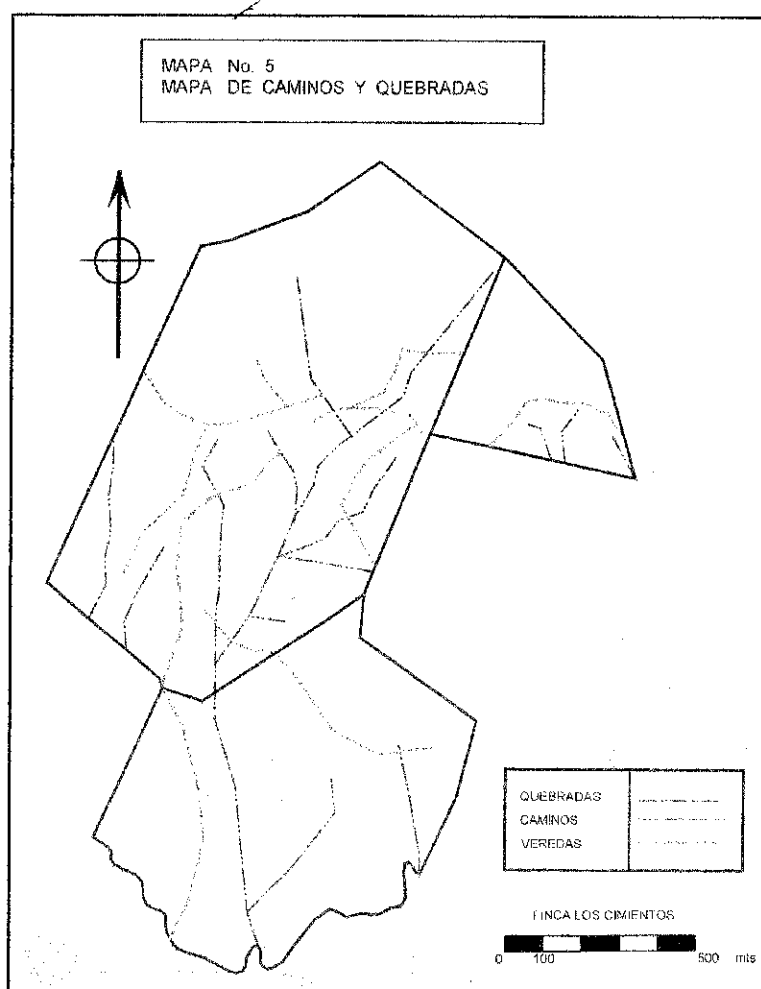 MAPA No. 5
MAPA DE CAMINOS Y QUEBRADAS
QUEBRADAS
CAMINOS
VEREDAS
FINCA LOS CIMIENTOS
0 100 500 mts